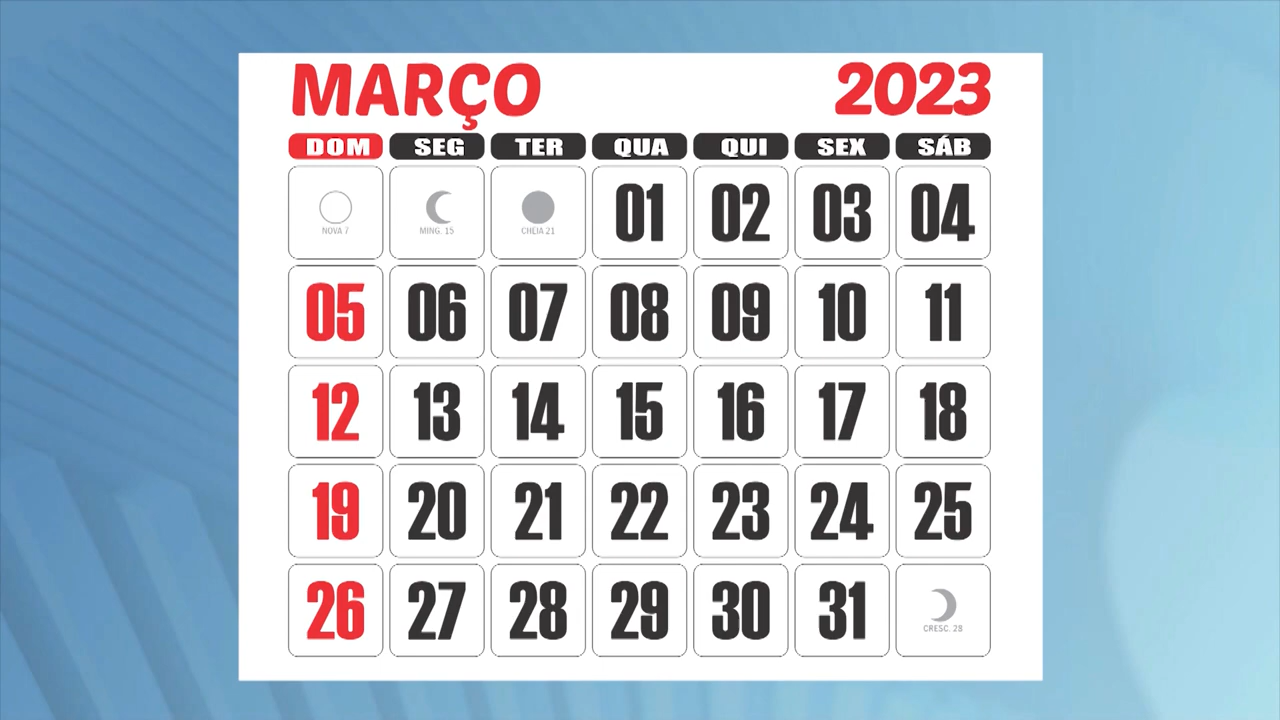 MARÇO 2023
DOM SEG TER QUA QUI SEX SÁB
NOVA 7 MING. 15 CHEIA 21 01 02 03 04
05 06 07 08 09 10 11
12 13 14 15 16 17 18
19 20 21 22 23 24 25
26 27 28 29 30 31 CRESC. 28